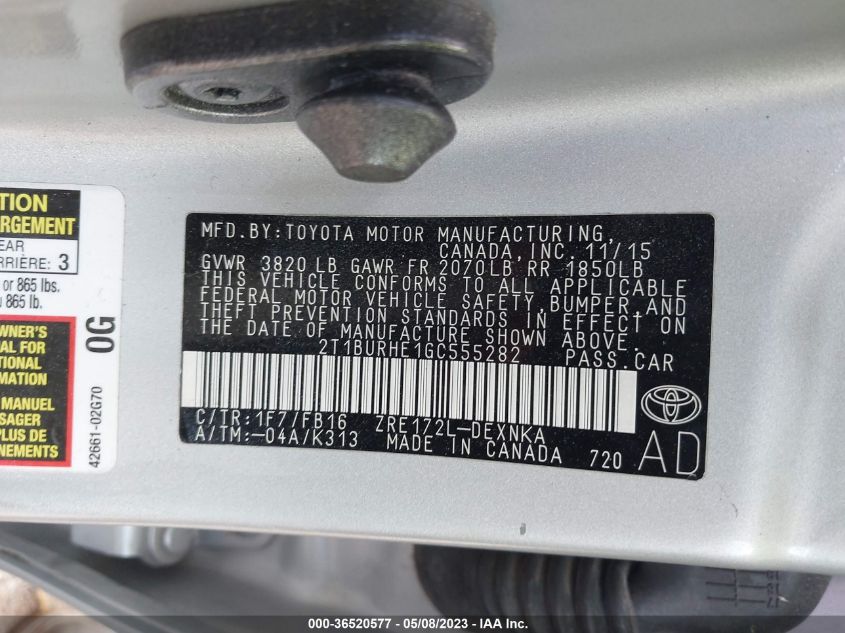 TION
RGEMENT
EAR
RRIÈRE: 3
or 865 lbs.
865 lb.
0G
WNER'S
AL FOR
TIONAL
MATION
MANUEL
SAGER
PLUS DE
NEMENTS
42661-02G70
MFD.BY:TOYOTA MOTOR MANUFACTURING,
CANADA, INC. 11/15
GVWR 3820 LB GAWR FR 2070LB RR 1850LB
THIS VEHICLE CONFORMS TO ALL APPLICABLE
FEDERAL MOTOR VEHICLE SAFETY, BUMPER, AND
THEFT PREVENTION STANDARDS IN EFFECT ON
THE DATE OF MANUFACTURE SHOWN ABOVE.
2T1BURHE1GC555282 PASS.CAR
C/TR:1F7/FB16 ZRE172L-DEXNKA
A/TM:-04A/K313 MADE IN CANADA 720
AD
000-36520577 - 05/08/2023 - IAA Inc.